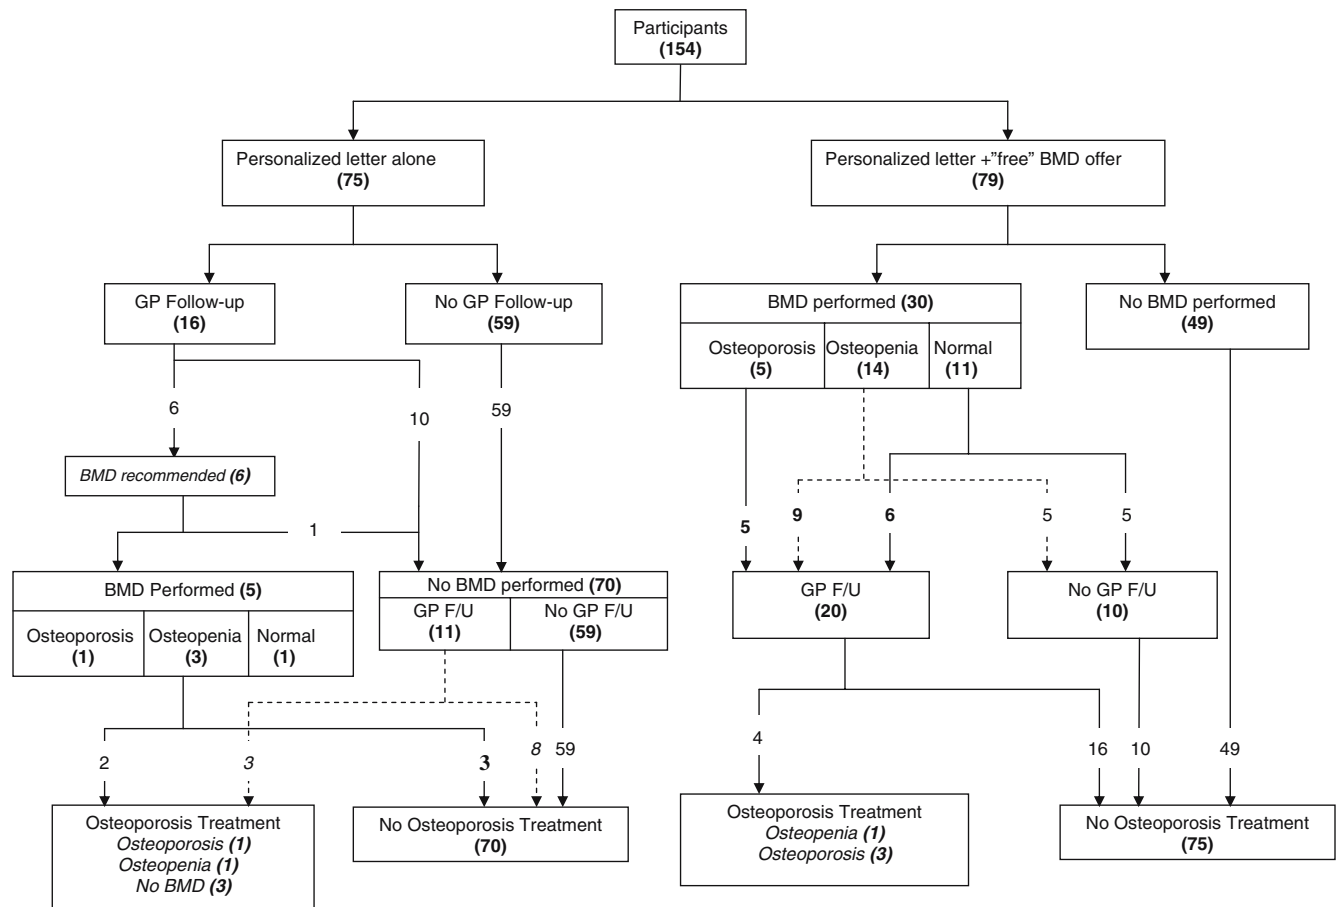 Participants
(154)
Personalized letter alone
(75)
Personalized letter +"free" BMD offer
(79)
GP Follow-up
(16)
No GP Follow-up
(59)
BMD performed (30)
Osteoporosis
(5)
Osteopenia
(14)
Normal
(11)
No BMD performed
(49)
6
10
59
BMD recommended (6)
1
5
9
6
5
5
BMD Performed (5)
Osteoporosis
(1)
Osteopenia
(3)
Normal
(1)
No BMD performed (70)
GP F/U
(11)
No GP F/U
(59)
GP F/U
(20)
No GP F/U
(10)
2
3
3
8
59
4
16
10
49
Osteoporosis Treatment
Osteoporosis (1)
Osteopenia (1)
No BMD (3)
No Osteoporosis Treatment
(70)
Osteoporosis Treatment
Osteopenia (1)
Osteoporosis (3)
No Osteoporosis Treatment
(75)